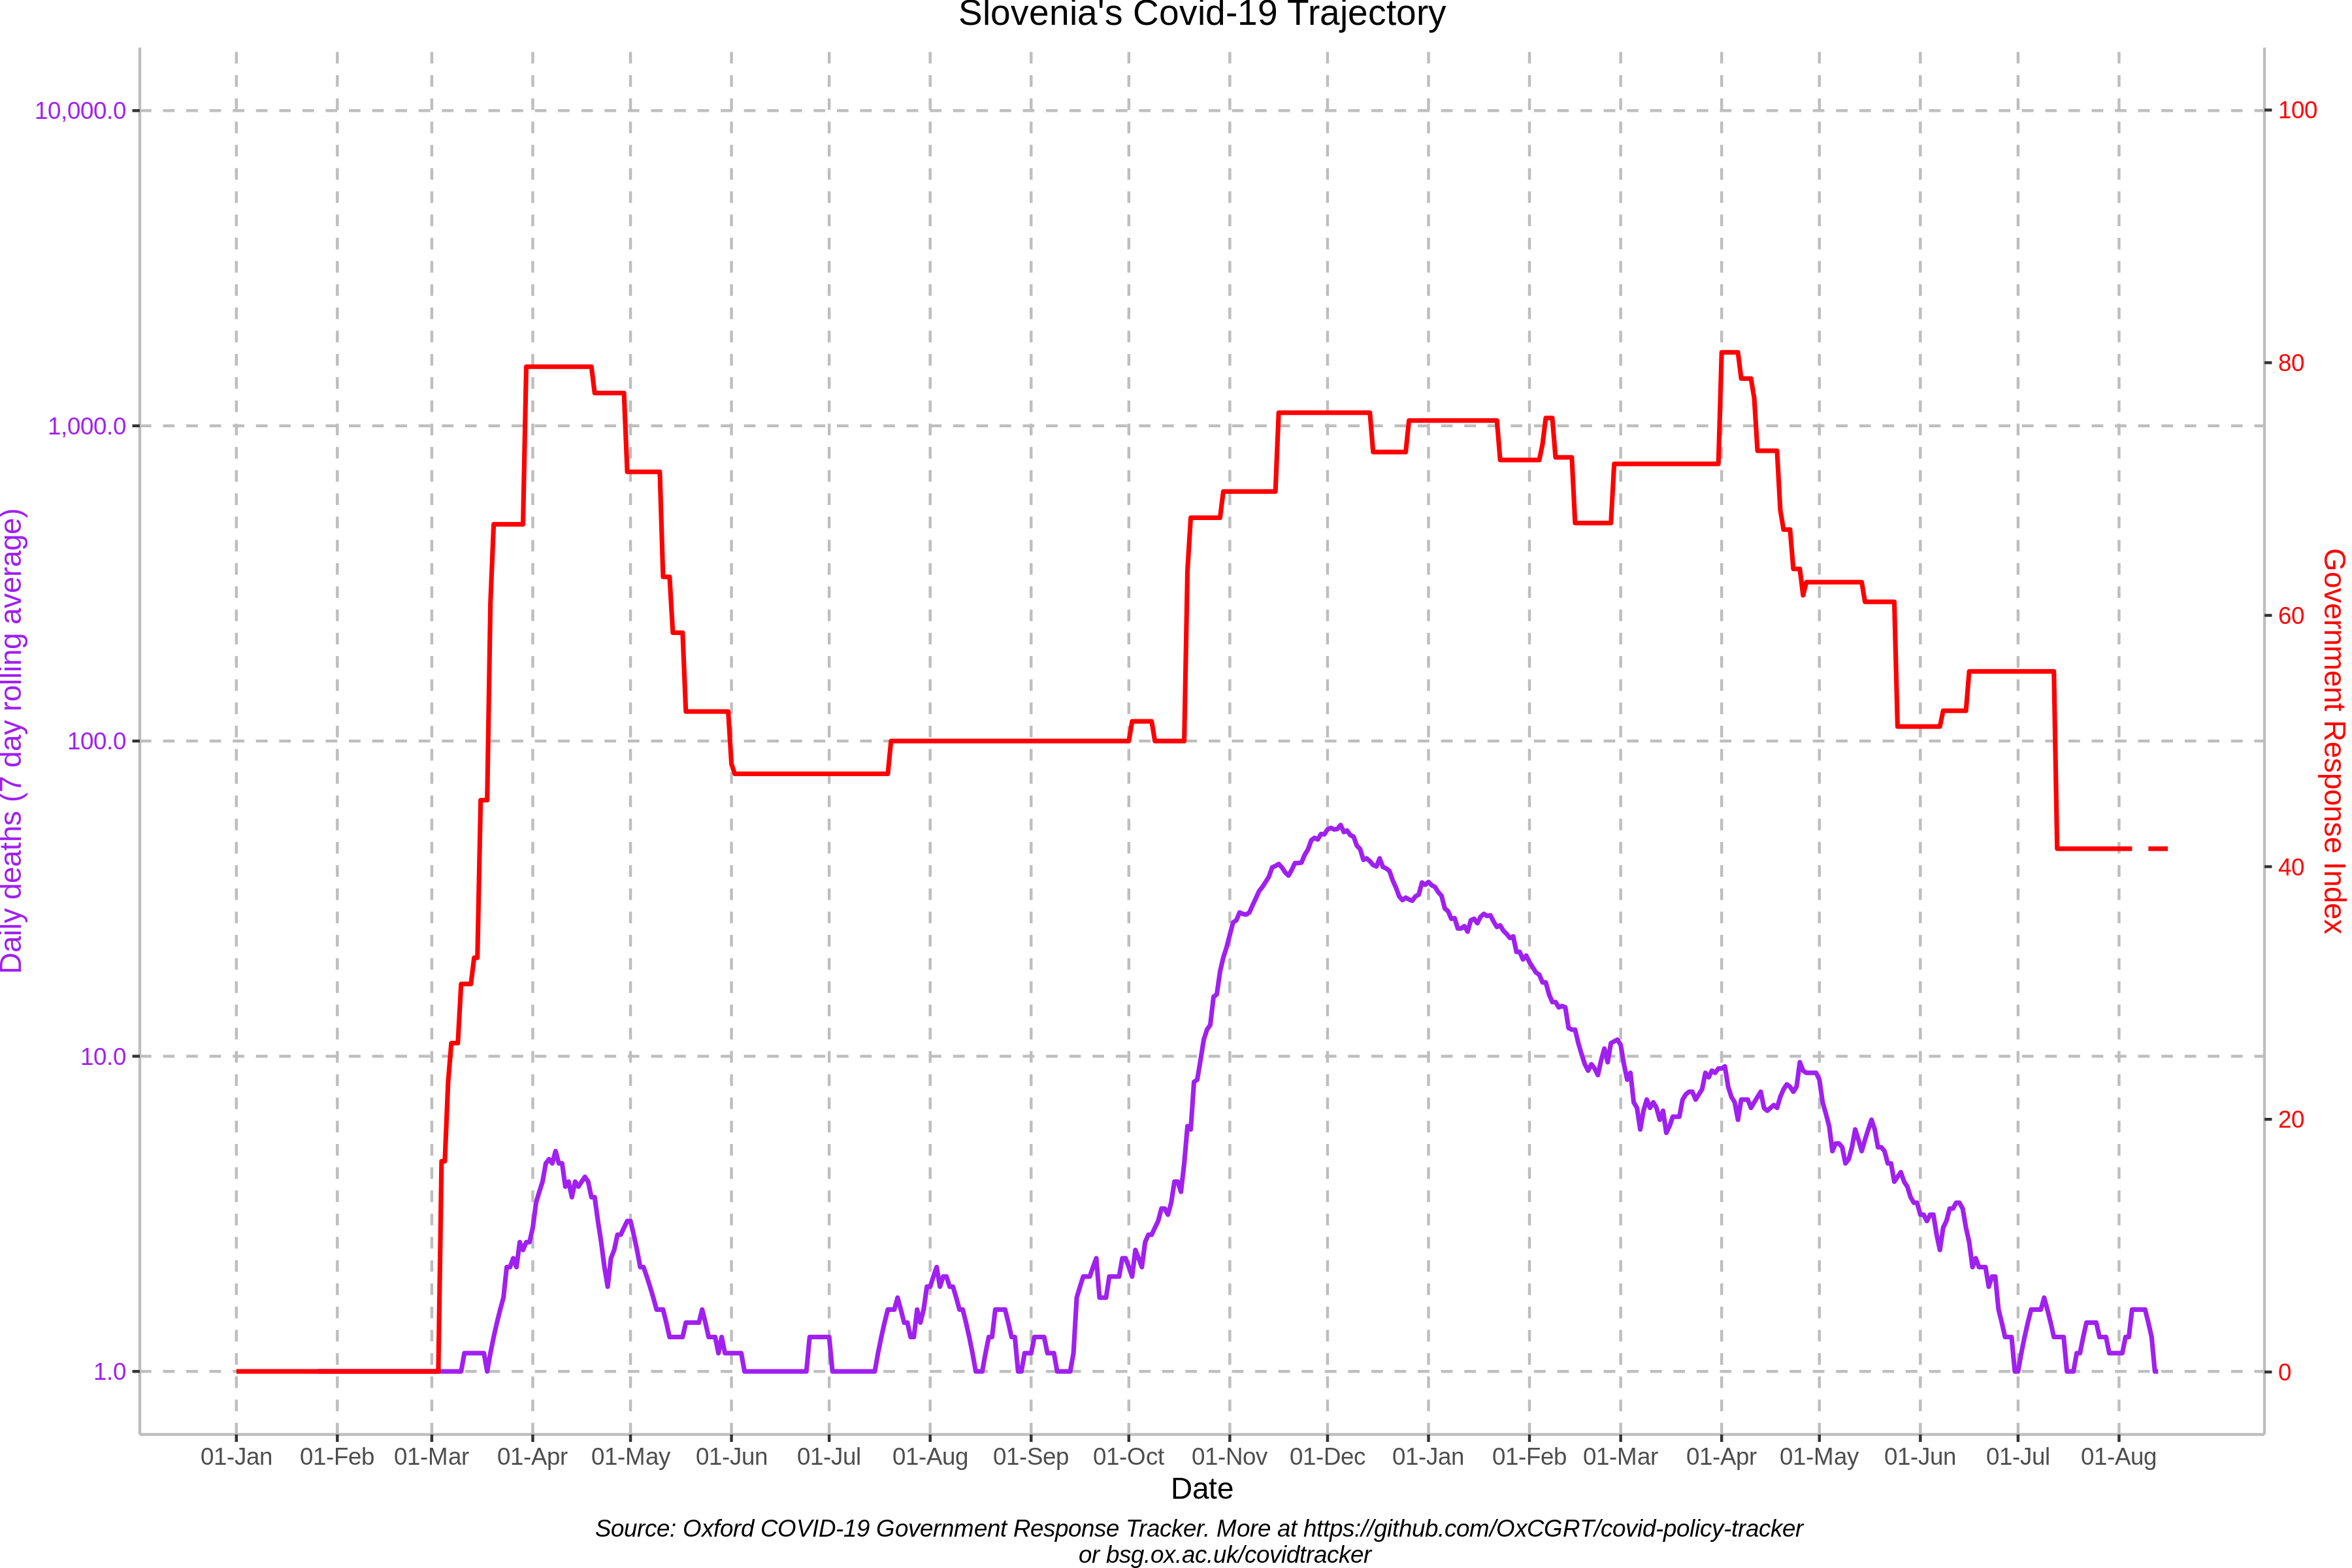 Slovenia's Covid-19 Trajectory
10,000.0
1,000.0
100.0
10.0
1.0
Daily deaths (7 day rolling average)
100
80
60
40
20
0
Government Response Index
01-Jan 01-Feb 01-Mar 01-Apr 01-May 01-Jun 01-Jul 01-Aug 01-Sep 01-Oct 01-Nov 01-Dec 01-Jan 01-Feb 01-Mar 01-Apr 01-May 01-Jun 01-Jul 01-Aug
Date
Source: Oxford COVID-19 Government Response Tracker. More at https://github.com/OxCGRT/covid-policy-tracker
or bsg.ox.ac.uk/covidtracker